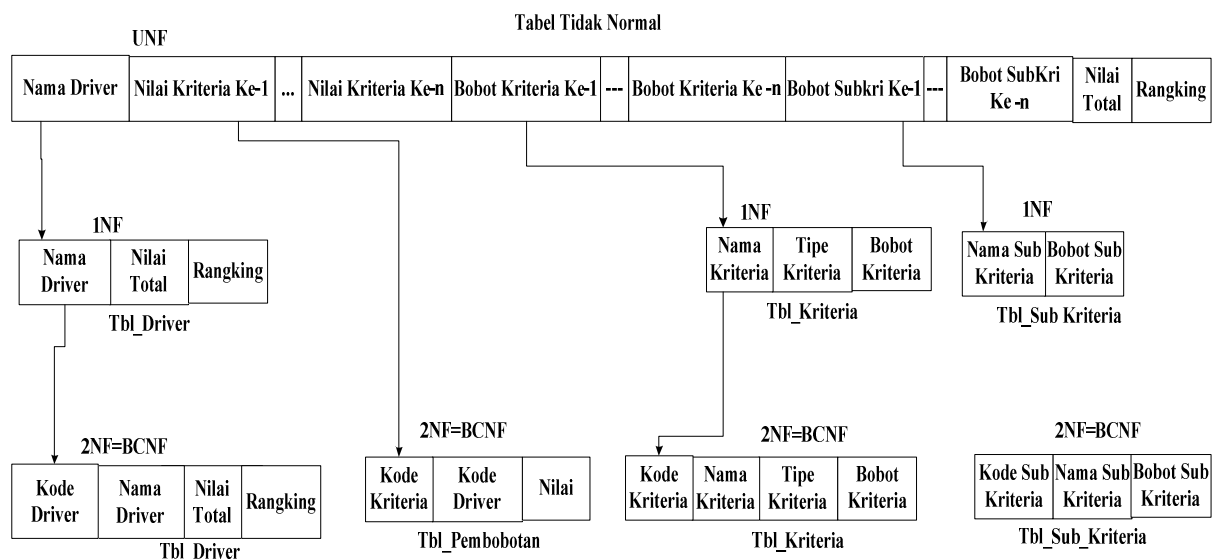 Tabel Tidak Normal
UNF
Nama Driver
Nilai Kriteria Ke-1
...
Nilai Kriteria Ke-n
Bobot Kriteria Ke-1
---
Bobot Kriteria Ke -n
Bobot Subkri Ke-1
---
Bobot SubKri
Ke -n
Nilai
Total
Rangking
1NF
Nama
Driver
Nilai
Total
Rangking
Tbl_Driver
1NF
Nama
Kriteria
Tipe
Kriteria
Bobot
Kriteria
Tbl_Kriteria
1NF
Nama Sub
Kriteria
Bobot Sub
Kriteria
Tbl_Sub Kriteria
2NF=BCNF
Kode
Driver
Nama
Driver
Nilai
Total
Rangking
Tbl_Driver
2NF=BCNF
Kode
Kriteria
Kode
Driver
Nilai
Tbl_Pembobotan
2NF=BCNF
Kode
Kriteria
Nama
Kriteria
Tipe
Kriteria
Bobot
Kriteria
Tbl_Kriteria
2NF=BCNF
Kode Sub
Kriteria
Nama Sub
Kriteria
Bobot Sub
Kriteria
Tbl_Sub_Kriteria